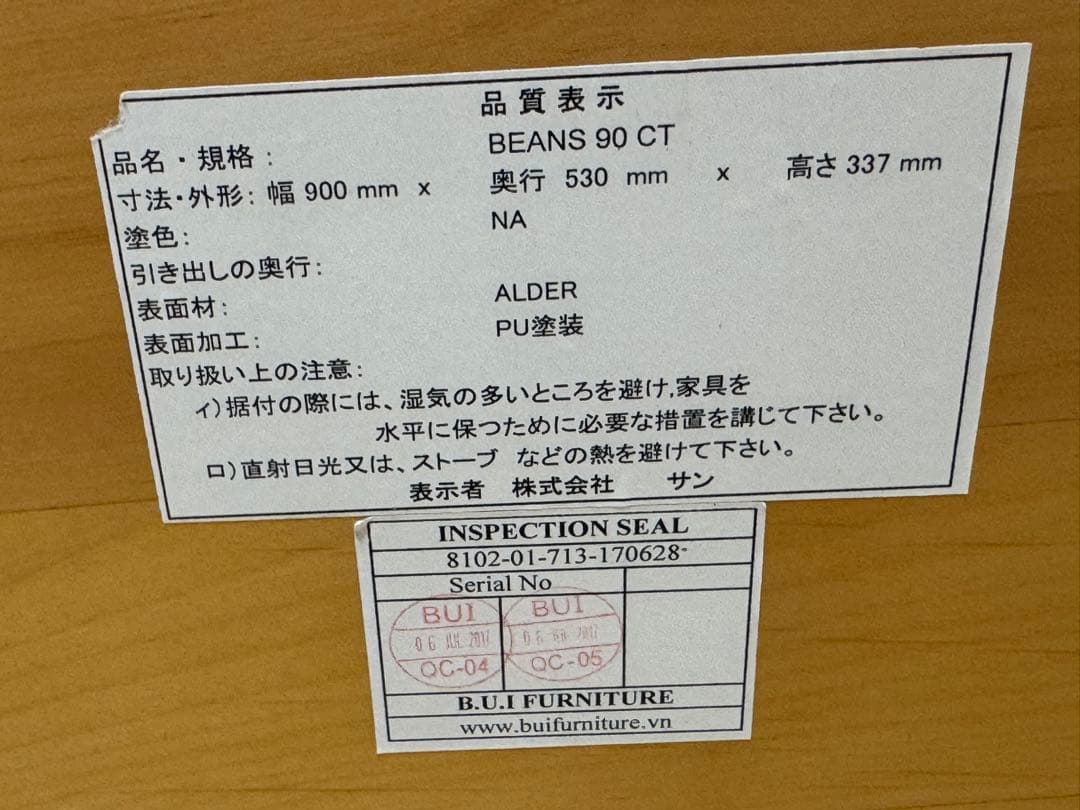 品質表示
品名・規格： BEANS 90 CT
寸法・外形: 幅 900 mm x 奥行 530 mm x 高さ 337 mm
塗色: NA
引き出しの奥行:
表面材: ALDER
表面加工: PU塗装
取り扱い上の注意:
ィ)据付の際には、湿気の多いところを避け,家具を
水平に保つために必要な措置を講じて下さい。
ロ)直射日光又は、ストーブ などの熱を避けて下さい。
表示者 株式会社 サン
INSPECTION SEAL
8102-01-713-170628
Serial No
BUI BUI
06 JUL 2017 06 2017
QC-04 QC-05
B.U.I FURNITURE
www.buifurniture.vn